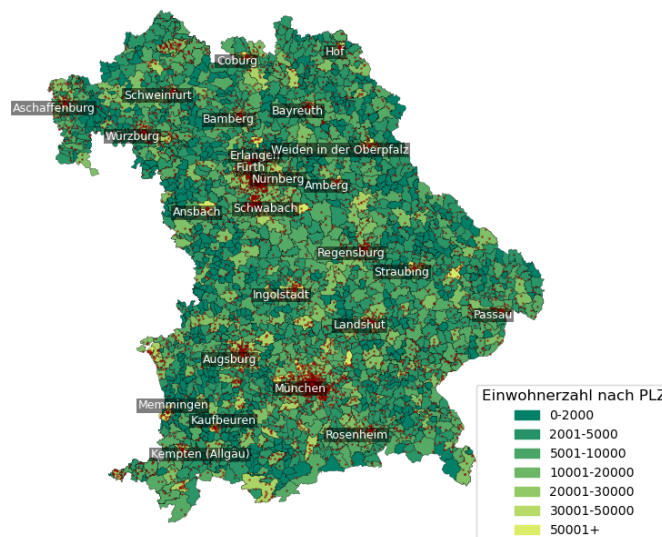 Hof
Coburg
Schweinfurt
Aschaffenburg
Bayreuth
Bamberg
Würzburg
Weiden in der Oberpfalz
Erlangen
Fürth
Nürnberg
Amberg
Schwabach
Ansbach
Regensburg
Straubing
Ingolstadt
Passau
Landshut
Augsburg
München
Memmingen
Kaufbeuren
Rosenheim
Kempten (Allgäu)
Einwohnerzahl nach PLZ
0-2000
2001-5000
5001-10000
10001-20000
20001-30000
30001-50000
50001+